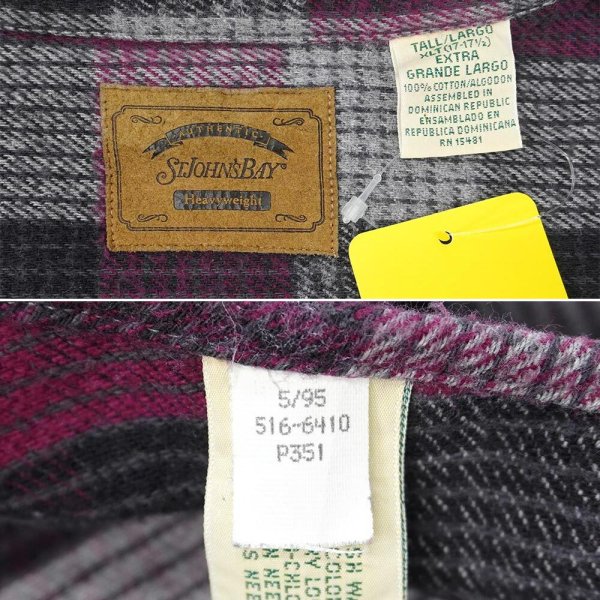 AUTHENTIC
ST. JOHN'S BAY
Heavyweight
TALL/LARGO
XLT(17-17½)
EXTRA
GRANDE LARGO
100% COTTON/ALGODON
ASSEMBLED IN
DOMINICAN REPUBLIC
ENSAMBLADO EN
REPUBLICA DOMINICANA
RN 15481
5/95
516-6410
P351